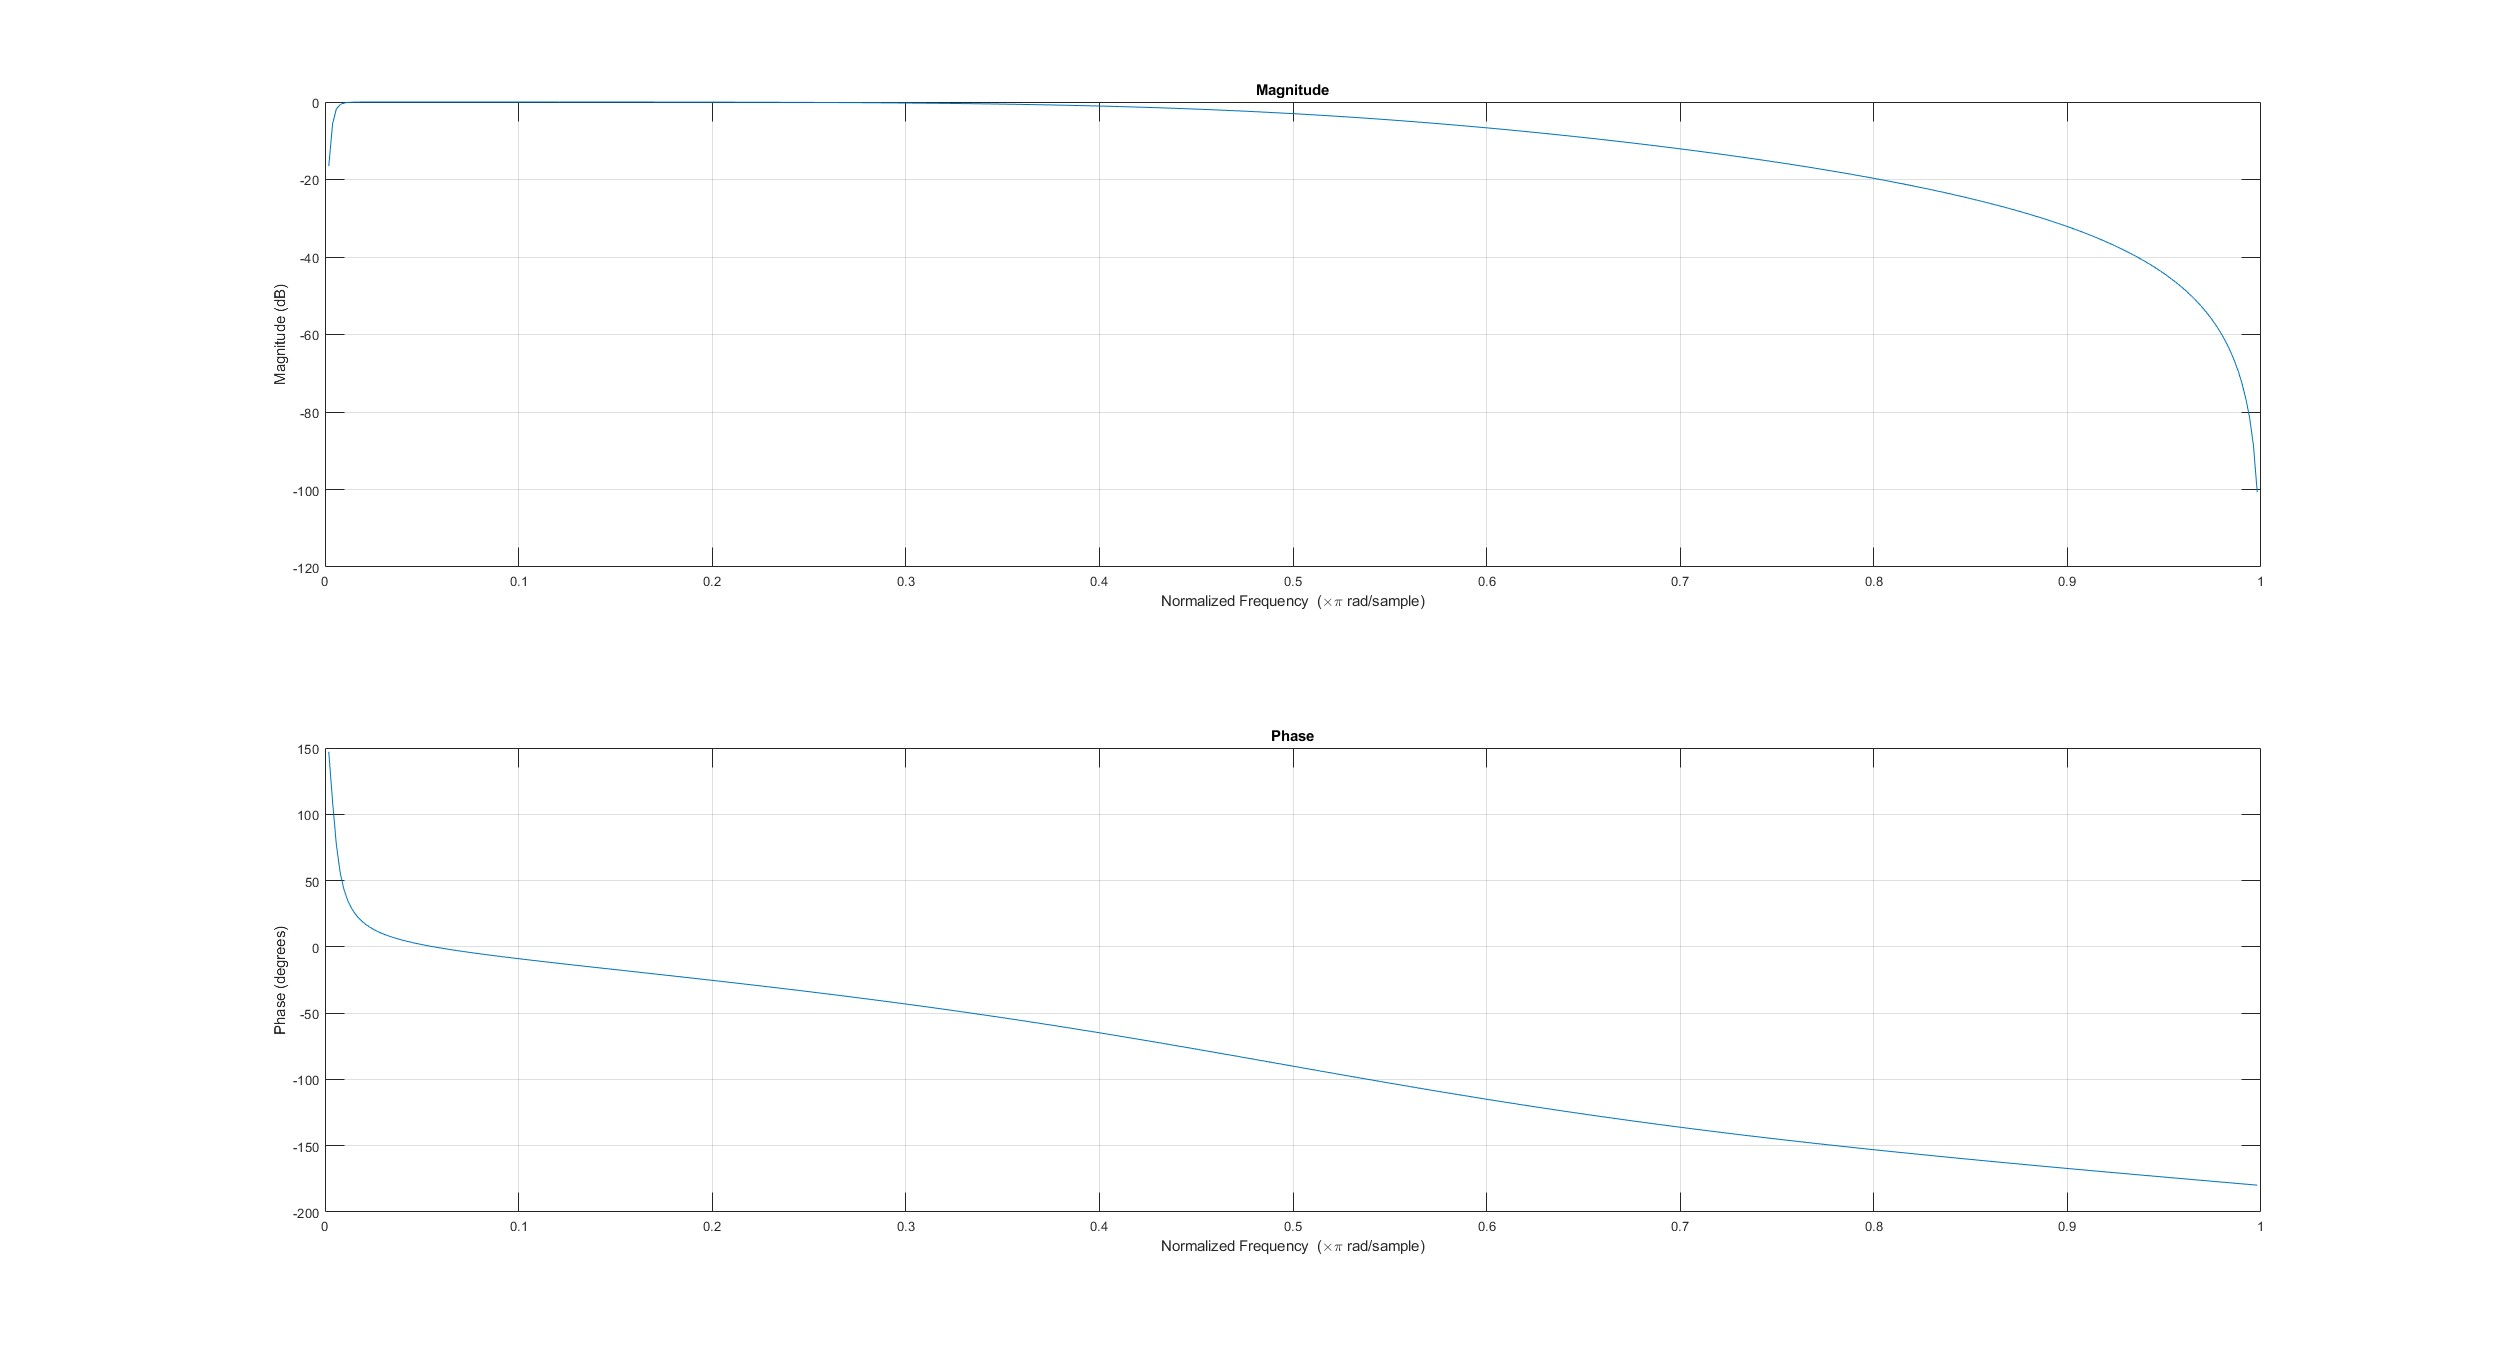 Magnitude
0
-20
-40
-60
-80
-100
-120
Magnitude (dB)
0 0.1 0.2 0.3 0.4 0.5 0.6 0.7 0.8 0.9 1
Normalized Frequency (×π rad/sample)
Phase
150
100
50
0
-50
-100
-150
-200
Phase (degrees)
0 0.1 0.2 0.3 0.4 0.5 0.6 0.7 0.8 0.9 1
Normalized Frequency (×π rad/sample)